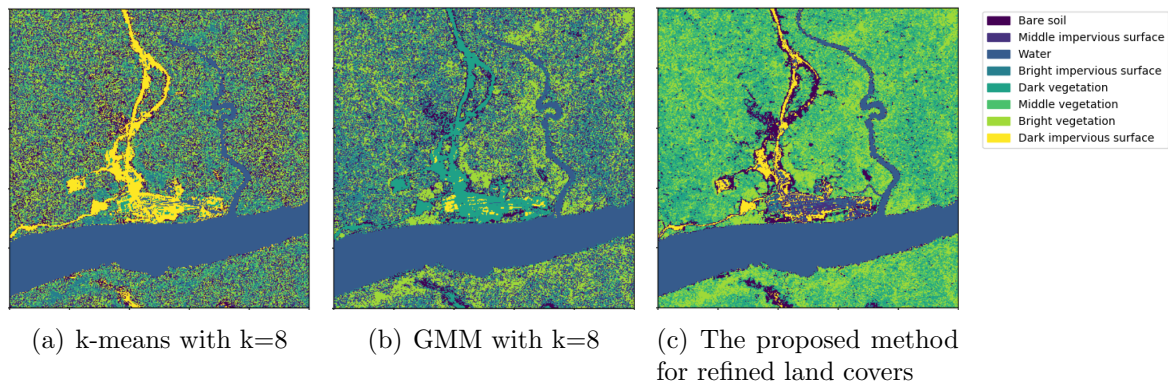 Bare soil
Middle impervious surface
Water
Bright impervious surface
Dark vegetation
Middle vegetation
Bright vegetation
Dark impervious surface
(a) k-means with k=8
(b) GMM with k=8
(c) The proposed method
for refined land covers